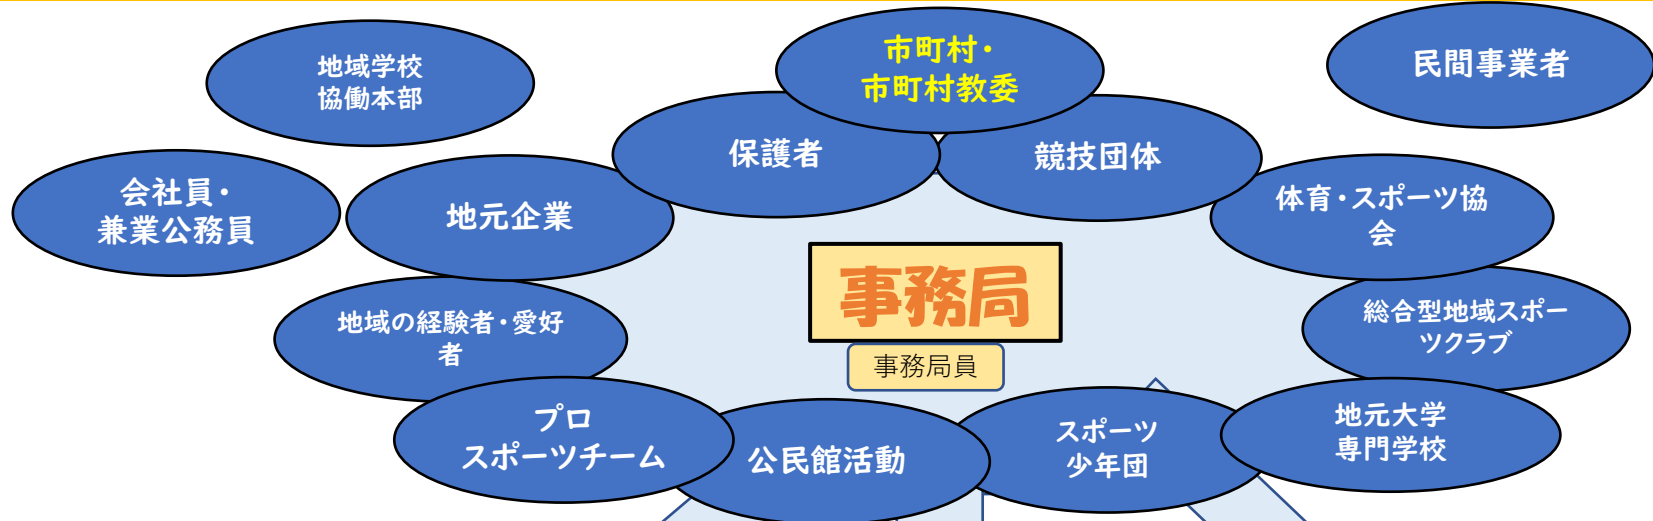 市町村・
市町村教委
民間事業者
地域学校
協働本部
保護者
競技団体
会社員・
兼業公務員
地元企業
体育・スポーツ協
会
事務局
事務局員
地域の経験者・愛好
者
総合型地域スポー
ツクラブ
プロ
スポーツチーム
公民館活動
スポーツ
少年団
地元大学
専門学校